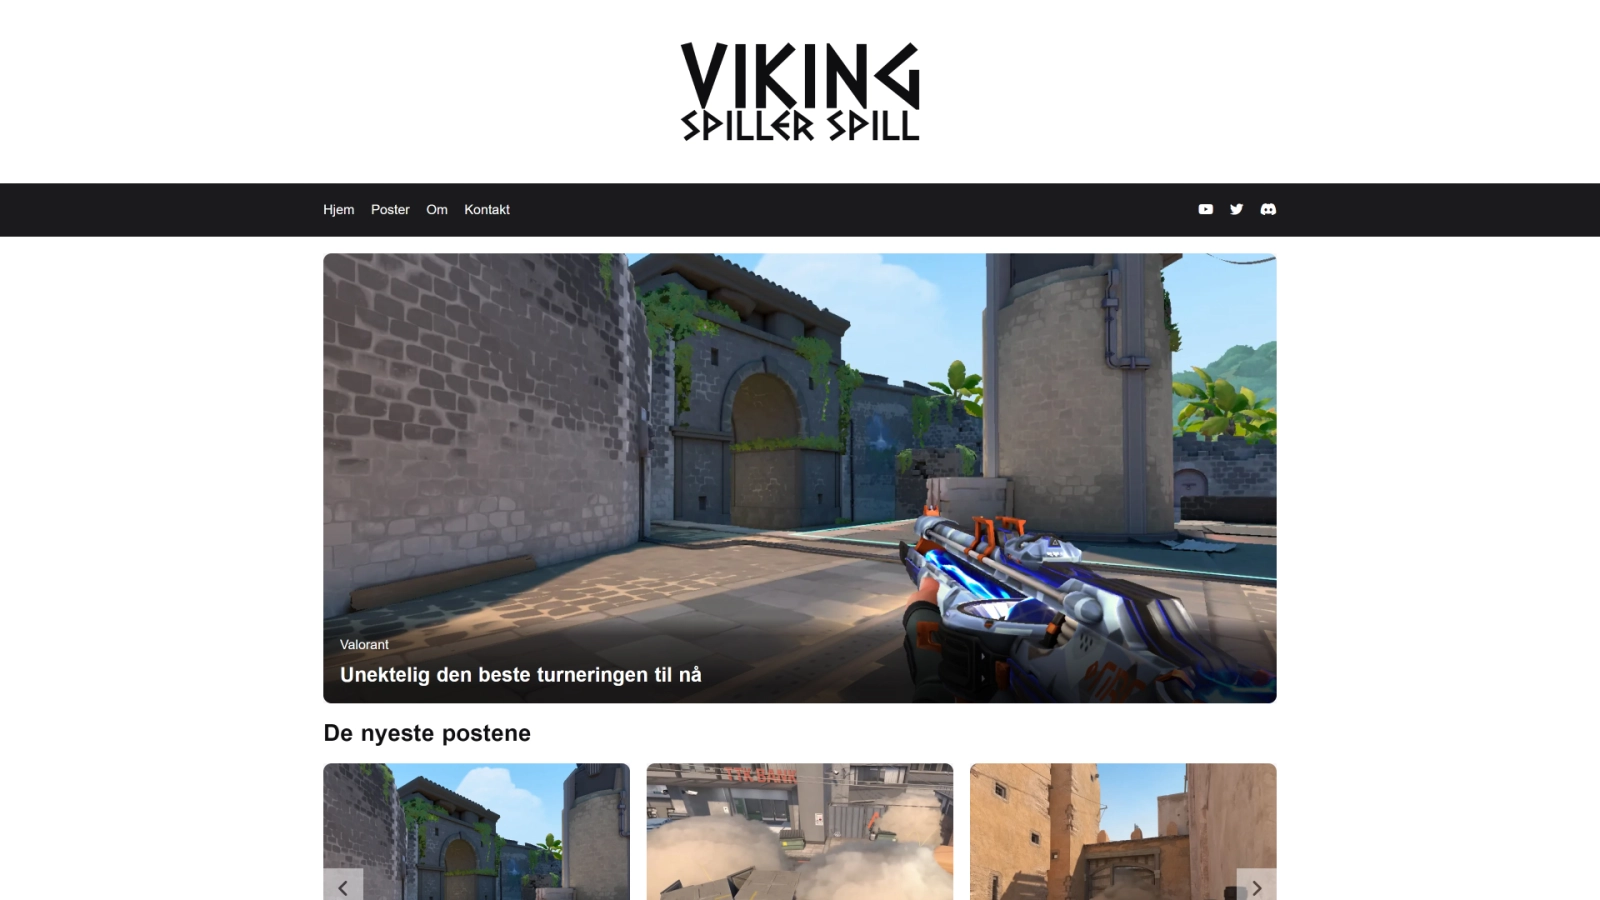 VIKING
SPILLER SPILL
Hjem Poster Om Kontakt
Valorant
Unektelig den beste turneringen til nå
De nyeste postene